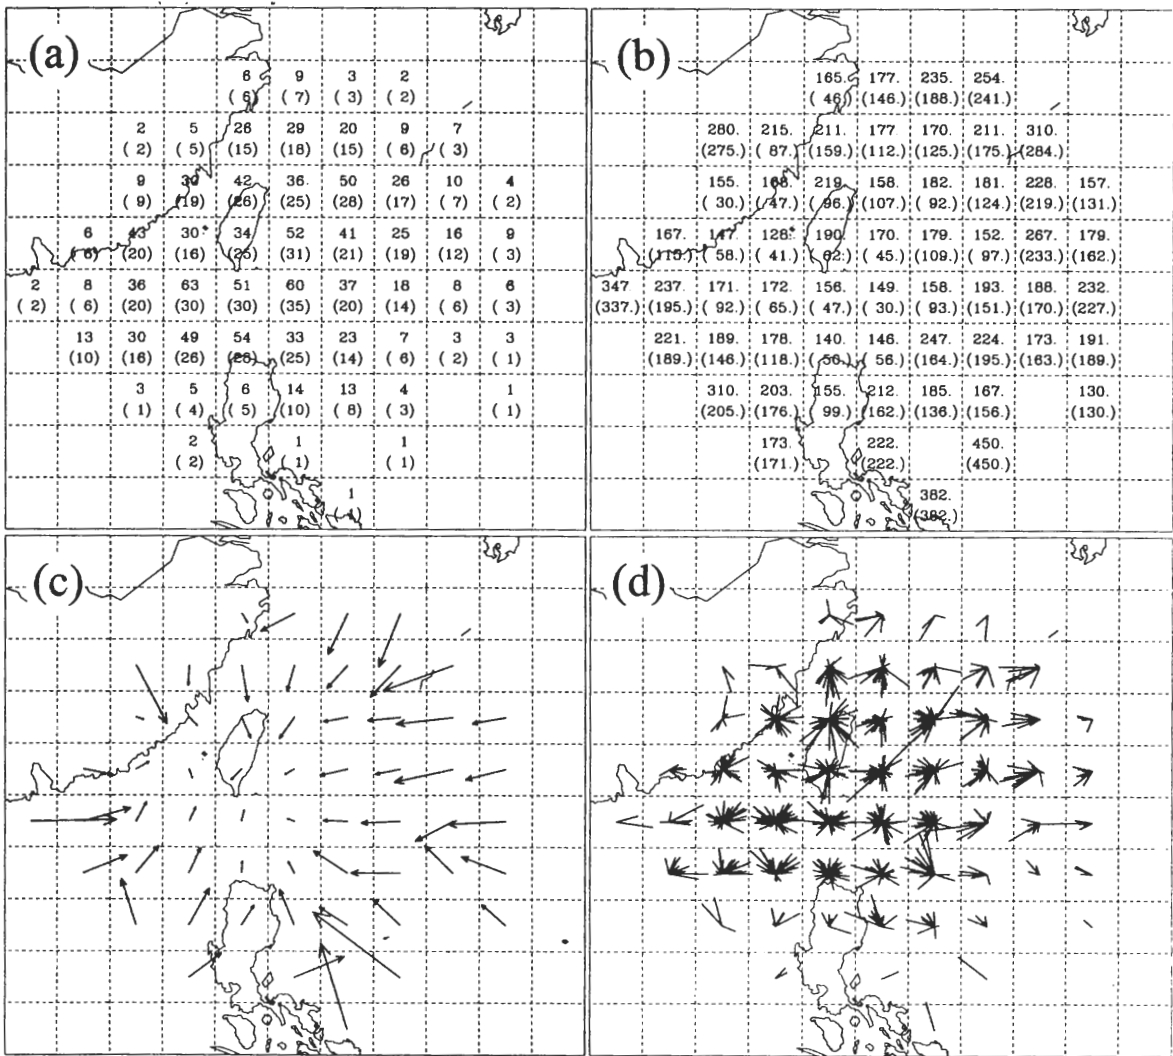 (a)
6 9 3 2
( 6) ( 7) ( 3) ( 2)
2 5 26 29 20 9 7
( 2) ( 5) (15) (18) (15) ( 6) ( 3)
9 39 42 36. 50 26 10 4
( 9) (19) (26) (25) (28) (17) ( 7) ( 2)
6 43 30 34 52 41 25 16 9
( 6) (20) (16) (25) (31) (21) (19) (12) ( 3)
2 8 36 63 51 60 37 18 8 6
( 2) ( 6) (20) (30) (30) (35) (20) (14) ( 6) ( 3)
13 30 49 54 33 23 7 3 3
(10) (16) (26) (26) (25) (14) ( 6) ( 2) ( 1)
3 5 6 14 13 4 1
( 1) ( 4) ( 5) (10) ( 8) ( 3) ( 1)
2 1 1
( 2) ( 1) ( 1)
1
( 1)
(b)
165. 177. 235. 254.
( 46.) (146.) (188.) (241.)
280. 215. 211. 177. 170. 211. 310.
(275.) ( 87.) (159.) (112.) (125.) (175.) (284.)
155. 168. 219. 158. 182. 181. 228. 157.
( 30.) ( 47.) ( 96.) (107.) ( 92.) (124.) (219.) (131.)
167. 147. 128. 190. 170. 179. 152. 267. 179.
(115.) ( 58.) ( 41.) ( 62.) ( 45.) (109.) ( 97.) (233.) (162.)
347. 237. 171. 172. 156. 149. 158. 193. 188. 232.
(337.) (195.) ( 92.) ( 65.) ( 47.) ( 30.) ( 93.) (151.) (170.) (227.)
221. 189. 178. 140. 146. 247. 224. 173. 191.
(189.) (146.) (118.) ( 56.) ( 56.) (164.) (195.) (163.) (189.)
310. 203. 155. 212. 185. 167. 130.
(205.) (176.) ( 99.) (162.) (136.) (156.) (130.)
173. 222. 450.
(171.) (222.) (450.)
382.
(382.)
(c)
(d)